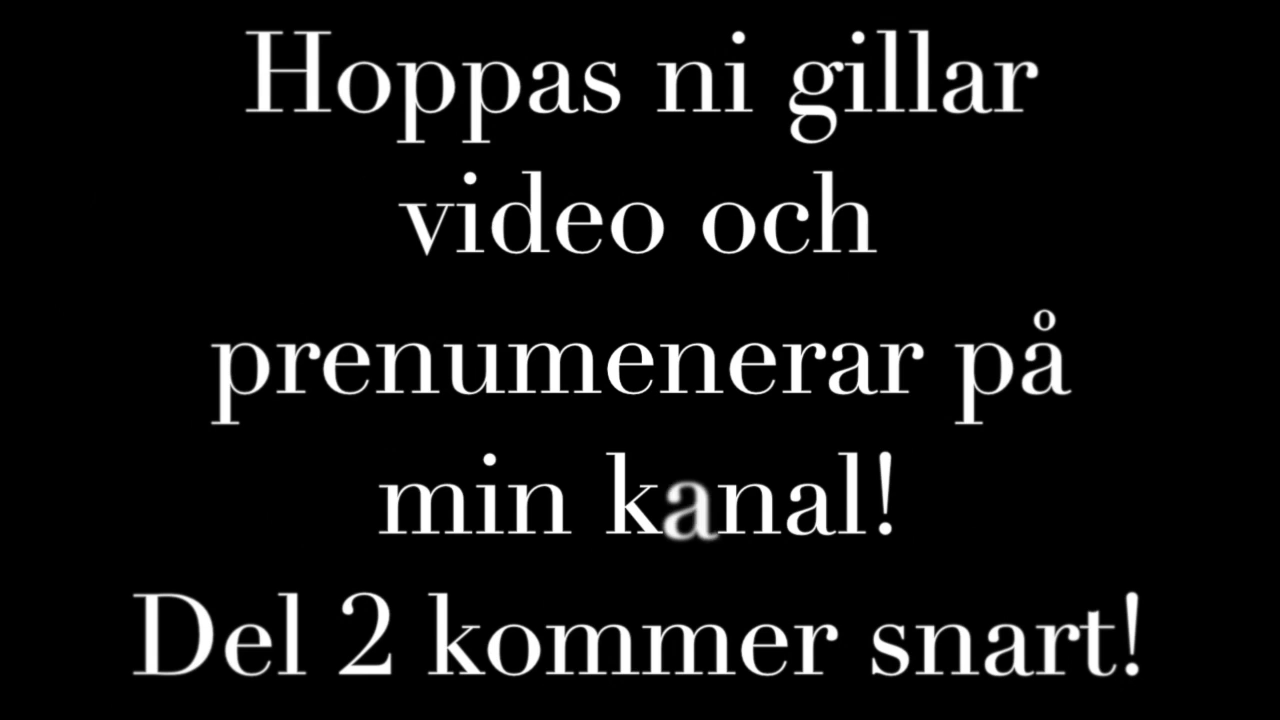 Hoppas ni gillar
video och
prenumenerar på
min kanal!
Del 2 kommer snart!